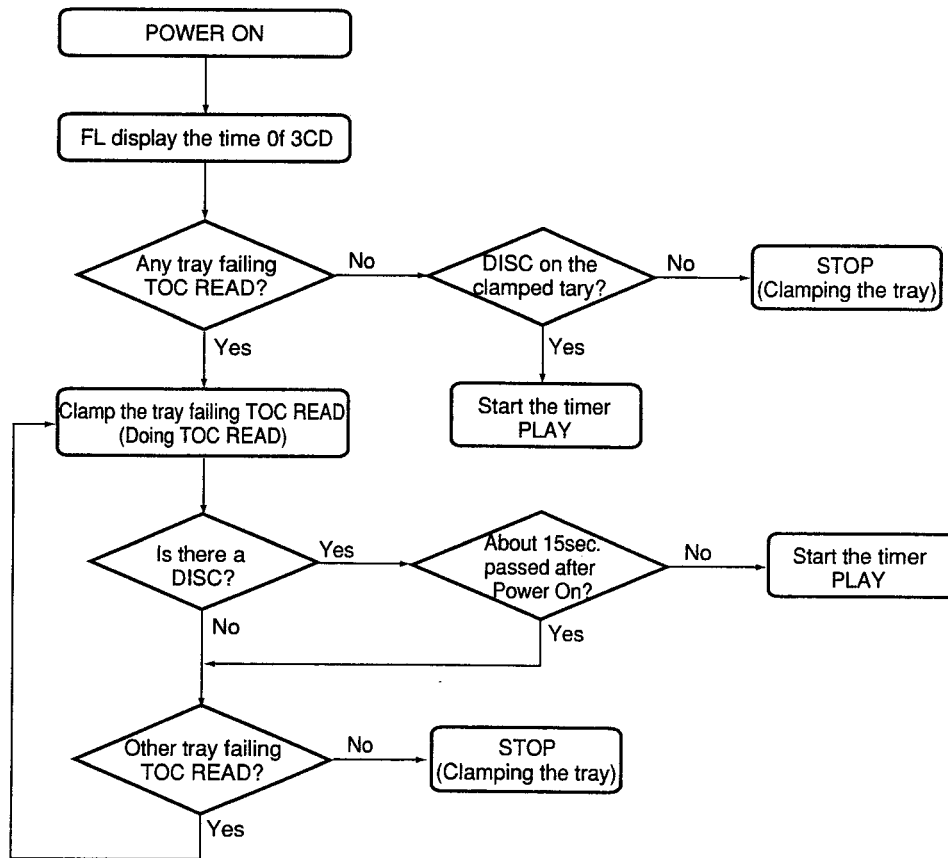 POWER ON
FL display the time 0f 3CD
Any tray failing
TOC READ?
No
DISC on the
clamped tary?
No
STOP
(Clamping the tray)
Yes
Yes
Clamp the tray failing TOC READ
(Doing TOC READ)
Start the timer
PLAY
Is there a
DISC?
Yes
About 15sec.
passed after
Power On?
No
Start the timer
PLAY
No
Yes
Other tray failing
TOC READ?
No
STOP
(Clamping the tray)
Yes